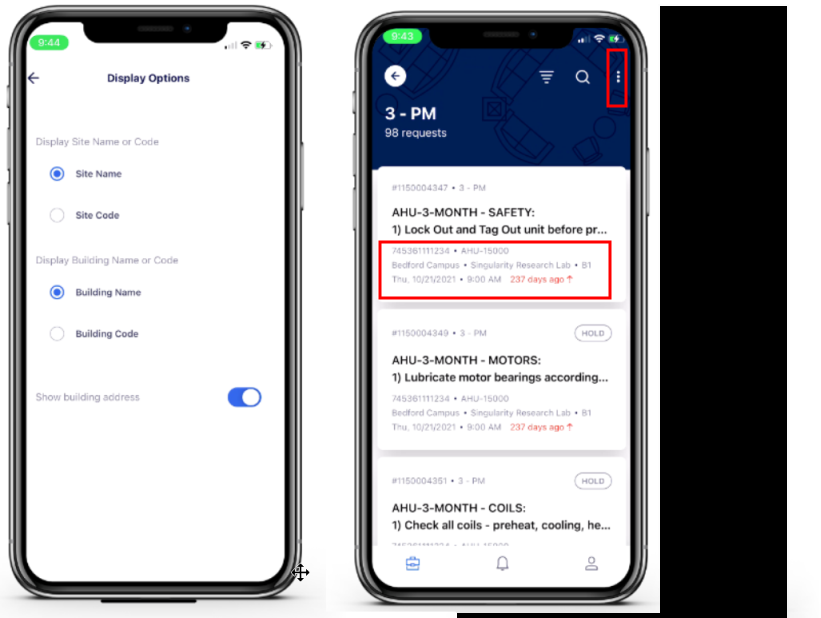 9:44
Display Options
Display Site Name or Code
Site Name
Site Code
Display Building Name or Code
Building Name
Building Code
Show building address
9:43
3 - PM
98 requests
#1150004347 • 3 - PM
AHU-3-MONTH - SAFETY:
1) Lock Out and Tag Out unit before pr...
745361111234 • AHU-15000
Bedford Campus • Singularity Research Lab • B1
Thu, 10/21/2021 • 9:00 AM 237 days ago ↑
#1150004349 • 3 - PM HOLD
AHU-3-MONTH - MOTORS:
1) Lubricate motor bearings according...
745361111234 • AHU-15000
Bedford Campus • Singularity Research Lab • B1
Thu, 10/21/2021 • 9:00 AM 237 days ago ↑
#1150004351 • 3 - PM HOLD
AHU-3-MONTH - COILS:
1) Check all coils - preheat, cooling, he...